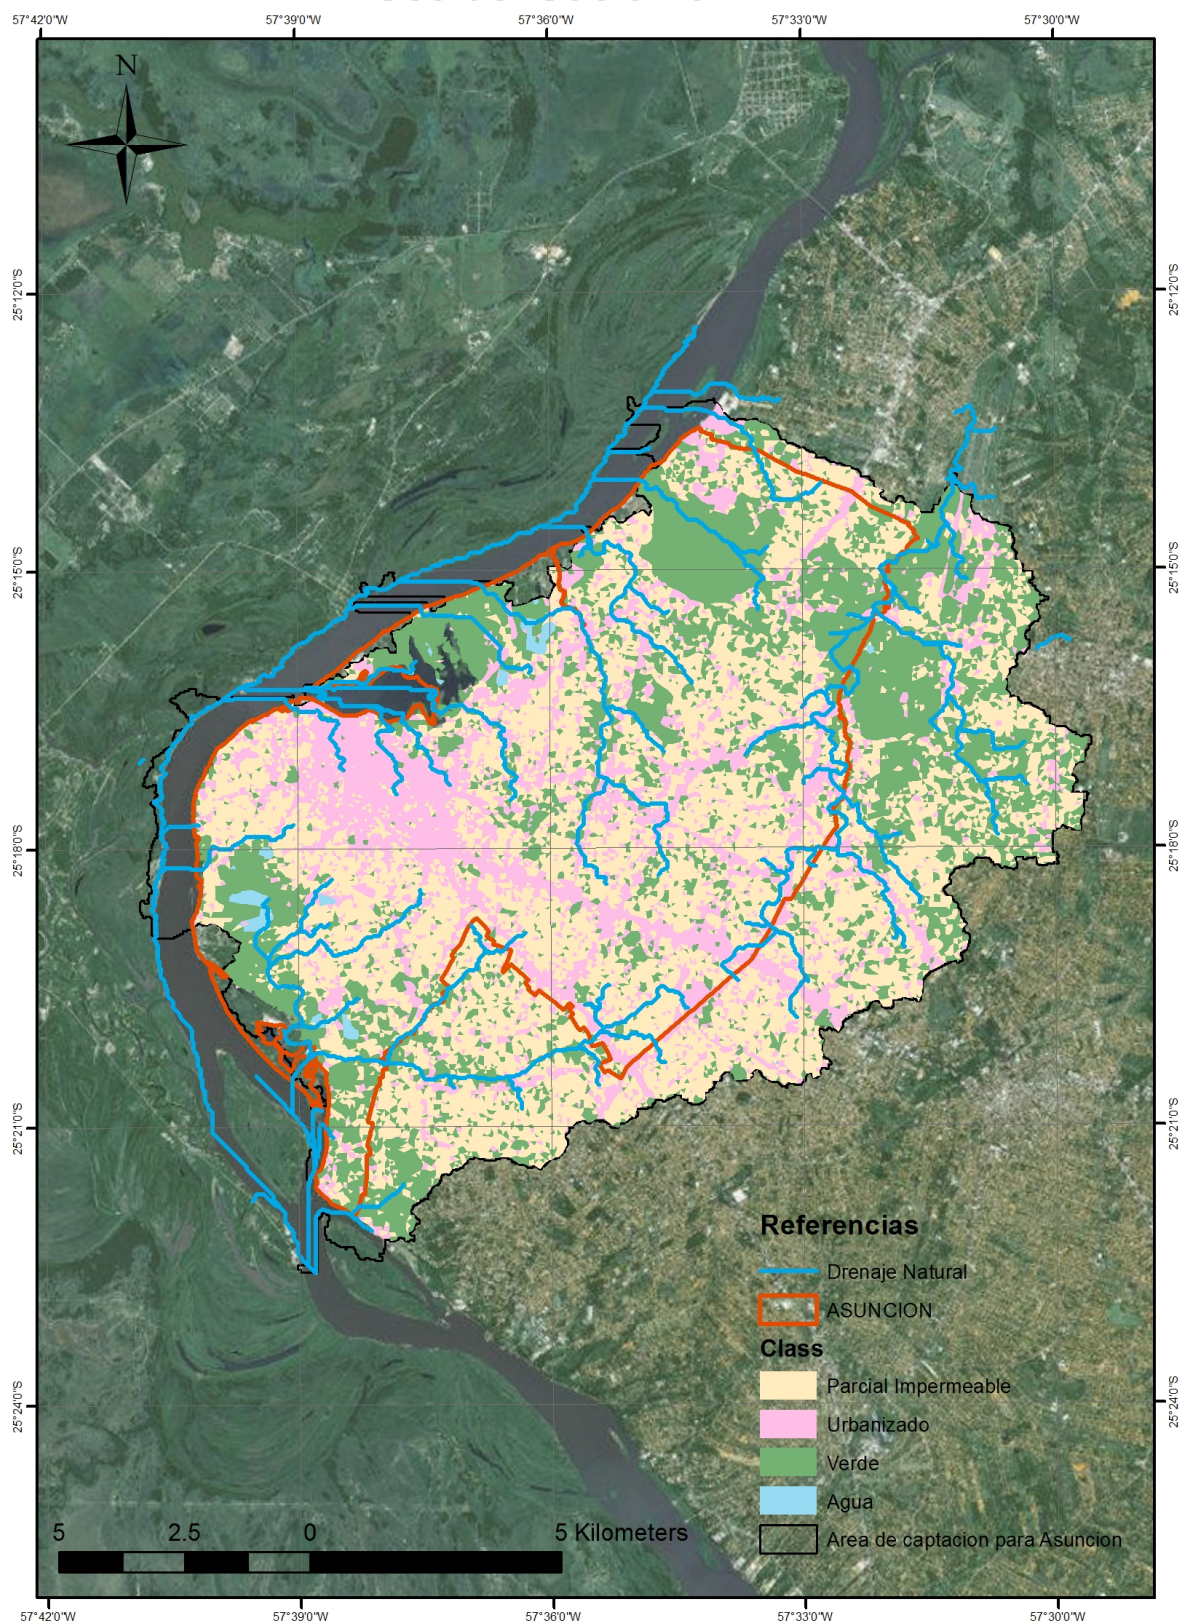 57°42'0"W 57°39'0"W 57°36'0"W 57°33'0"W 57°30'0"W
N
25°12'0"S 25°12'0"S
25°15'0"S 25°15'0"S
25°18'0"S 25°18'0"S
25°21'0"S 25°21'0"S
25°24'0"S 25°24'0"S
Referencias
Drenaje Natural
ASUNCION
Class
Parcial Impermeable
Urbanizado
Verde
Agua
Area de captacion para Asuncion
5 2.5 0 5 Kilometers
57°42'0"W 57°39'0"W 57°36'0"W 57°33'0"W 57°30'0"W